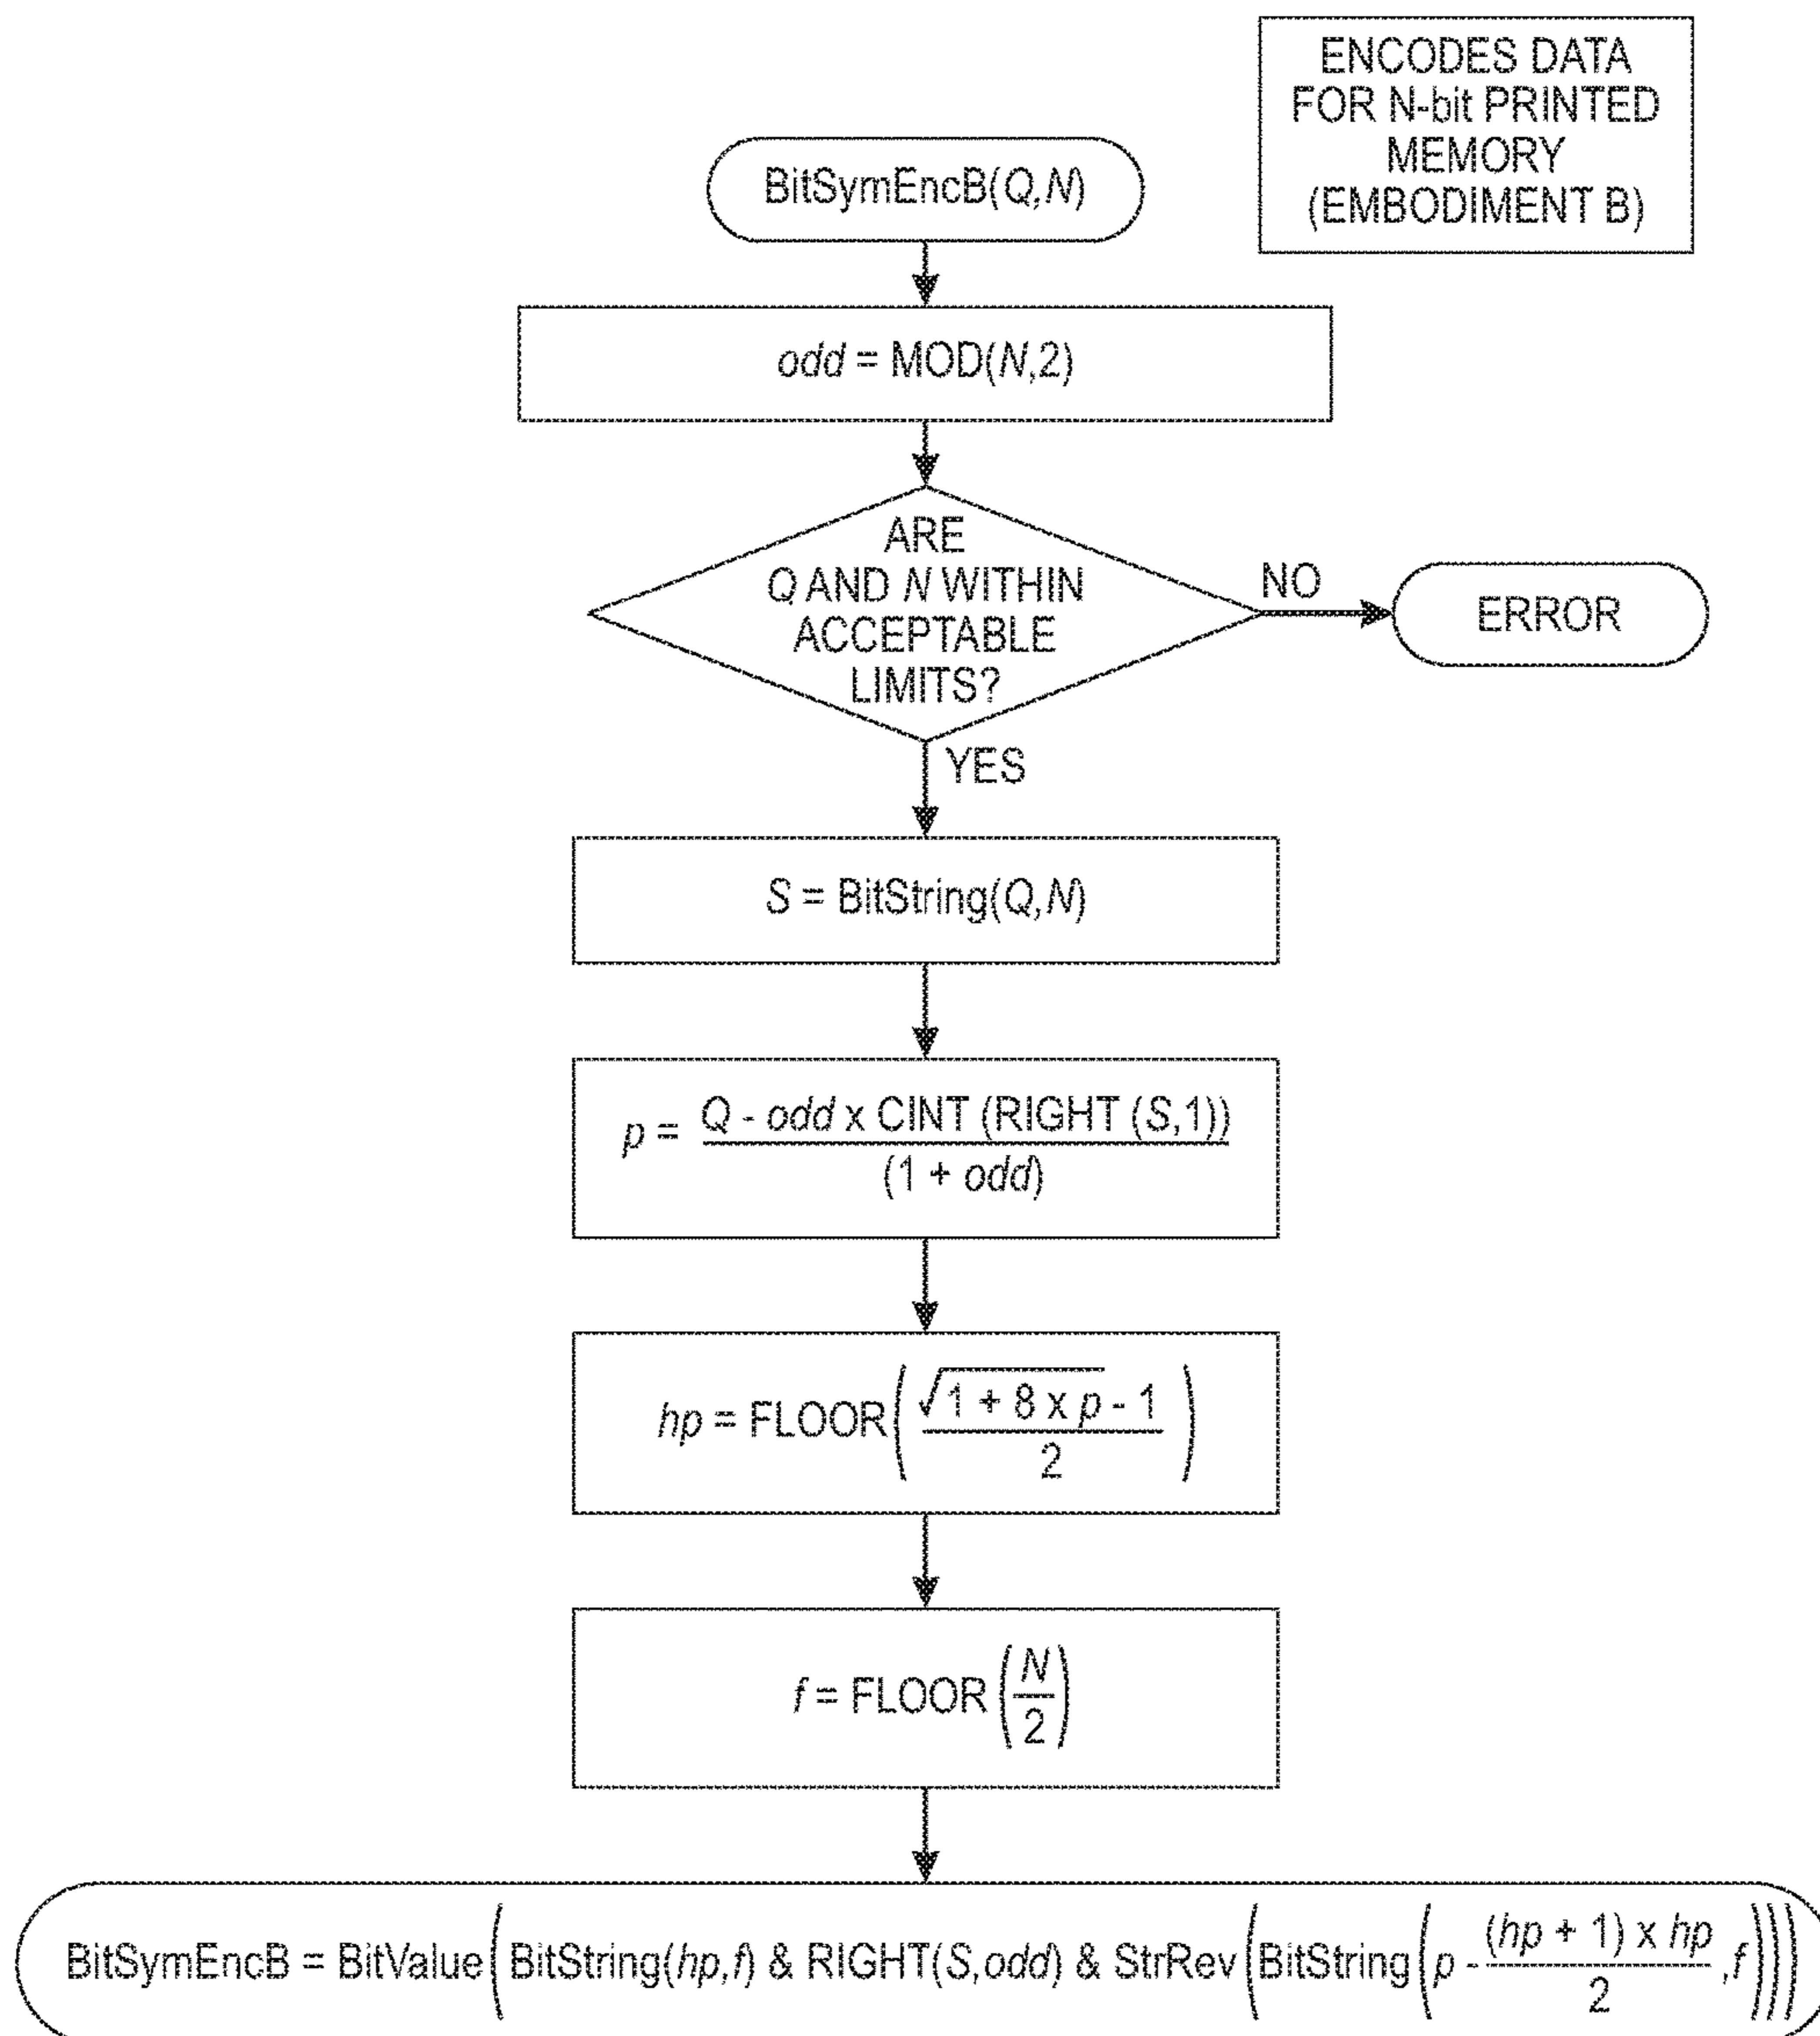 ENCODES DATA
FOR N-bit PRINTED
MEMORY
(EMBODIMENT B)
BitSymEncB(Q,N)
odd = MOD(N,2)
ARE
Q AND N WITHIN
ACCEPTABLE
LIMITS?
NO
ERROR
YES
S = BitString(Q,N)
p = Q - odd x CINT (RIGHT (S,1))
(1 + odd)
hp = FLOOR( √1 + 8 x p - 1
2 )
f = FLOOR (N
2)
BitSymEncB = BitValue(BitString(hp,f) & RIGHT(S,odd) & StrRev(BitString(p - (hp + 1) x hp
2 ,f)))